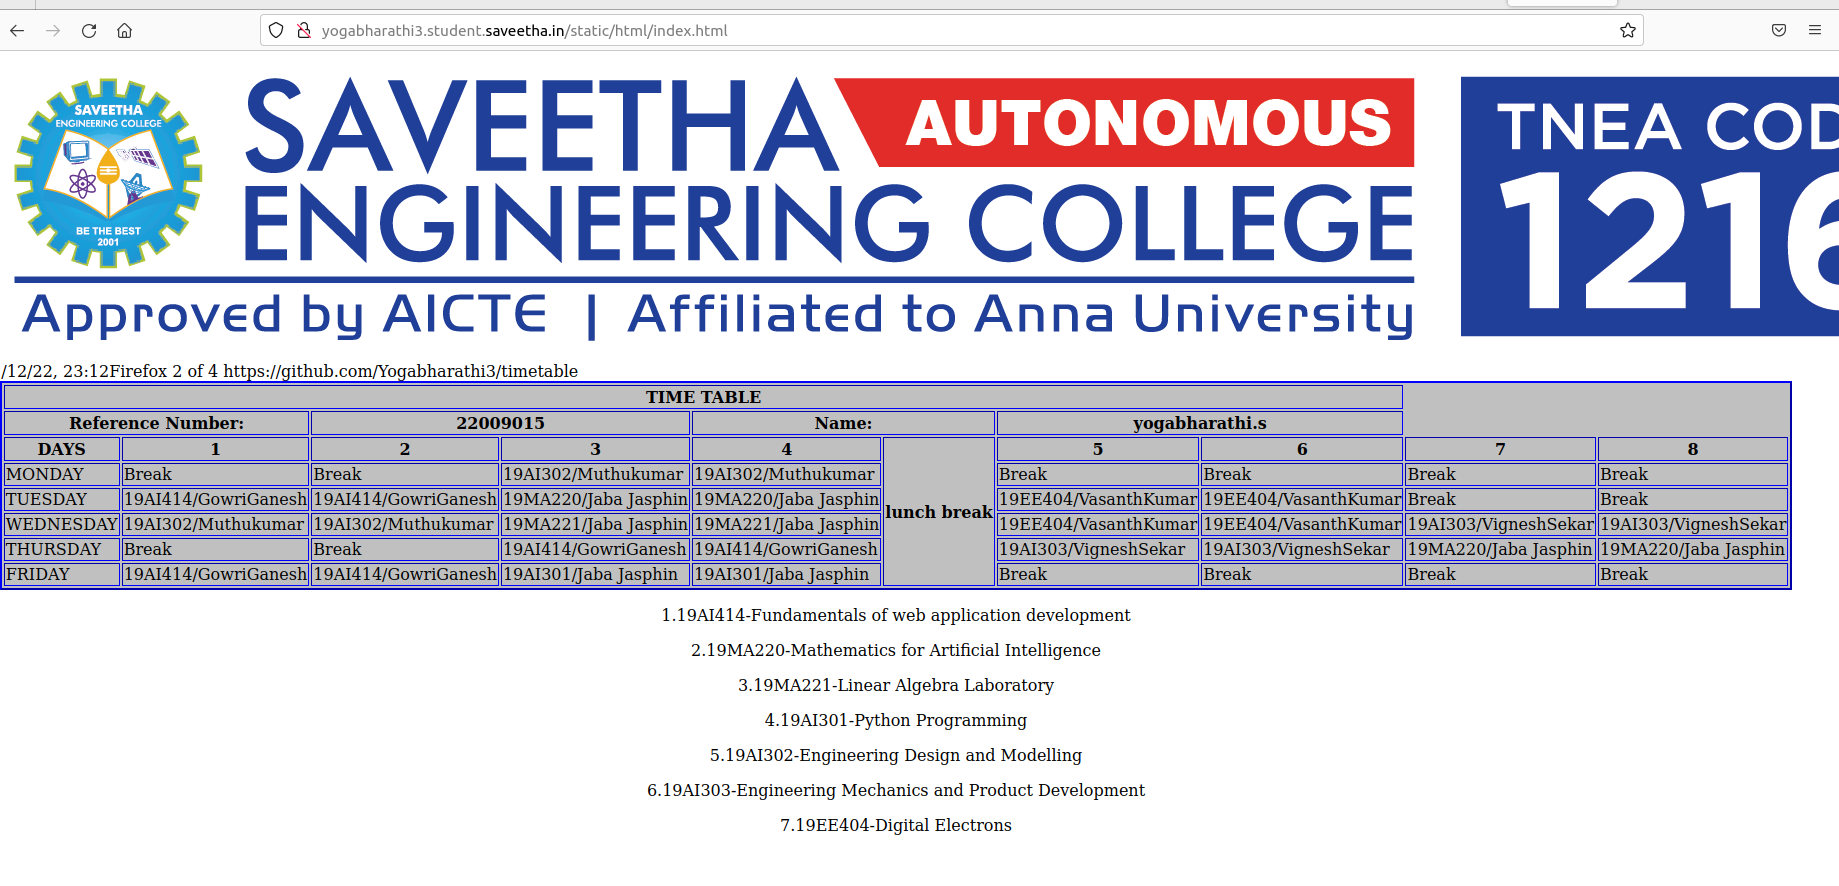 yogabharathi3.student.saveetha.in/static/html/index.html
SAVEETHA
ENGINEERING COLLEGE
BE THE BEST
2001
SAVEETHA AUTONOMOUS
ENGINEERING COLLEGE
Approved by AICTE | Affiliated to Anna University
TNEA COD
1216
/12/22, 23:12Firefox 2 of 4 https://github.com/Yogabharathi3/timetable
TIME TABLE
Reference Number: 22009015 Name: yogabharathi.s
DAYS 1 2 3 4 lunch break 5 6 7 8
MONDAY Break Break 19AI302/Muthukumar 19AI302/Muthukumar Break Break Break Break
TUESDAY 19AI414/GowriGanesh 19AI414/GowriGanesh 19MA220/Jaba Jasphin 19MA220/Jaba Jasphin 19EE404/VasanthKumar 19EE404/VasanthKumar Break Break
WEDNESDAY 19AI302/Muthukumar 19AI302/Muthukumar 19MA221/Jaba Jasphin 19MA221/Jaba Jasphin 19EE404/VasanthKumar 19EE404/VasanthKumar 19AI303/VigneshSekar 19AI303/VigneshSekar
THURSDAY Break Break 19AI414/GowriGanesh 19AI414/GowriGanesh 19AI303/VigneshSekar 19AI303/VigneshSekar 19MA220/Jaba Jasphin 19MA220/Jaba Jasphin
FRIDAY 19AI414/GowriGanesh 19AI414/GowriGanesh 19AI301/Jaba Jasphin 19AI301/Jaba Jasphin Break Break Break Break
1.19AI414-Fundamentals of web application development
2.19MA220-Mathematics for Artificial Intelligence
3.19MA221-Linear Algebra Laboratory
4.19AI301-Python Programming
5.19AI302-Engineering Design and Modelling
6.19AI303-Engineering Mechanics and Product Development
7.19EE404-Digital Electrons